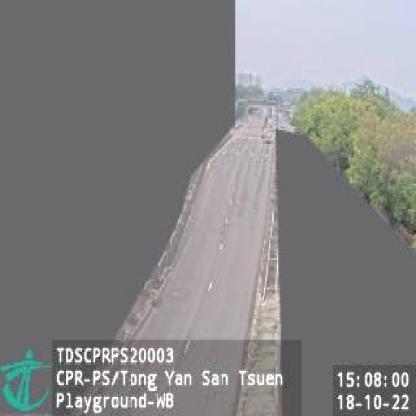 TDSCPRPS20003
CPR-PS/Tong Yan San Tsuen
Playground-WB
15:08:00
18-10-22